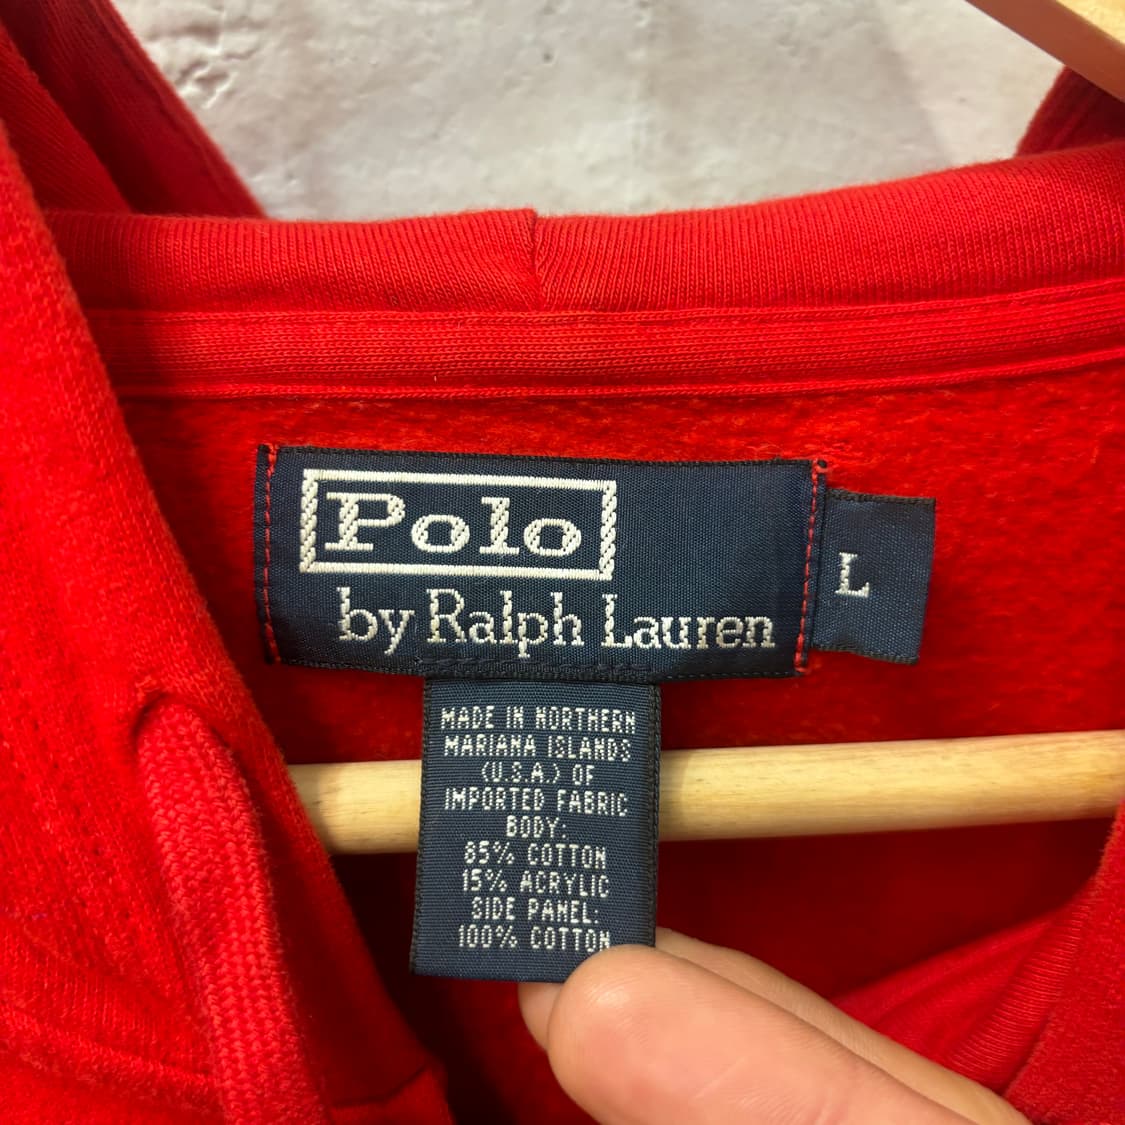 Polo
by Ralph Lauren
L
MADE IN NORTHERN
MARIANA ISLANDS
(U.S.A.) OF
IMPORTED FABRIC
BODY:
85% COTTON
15% ACRYLIC
SIDE PANEL:
100% COTTON